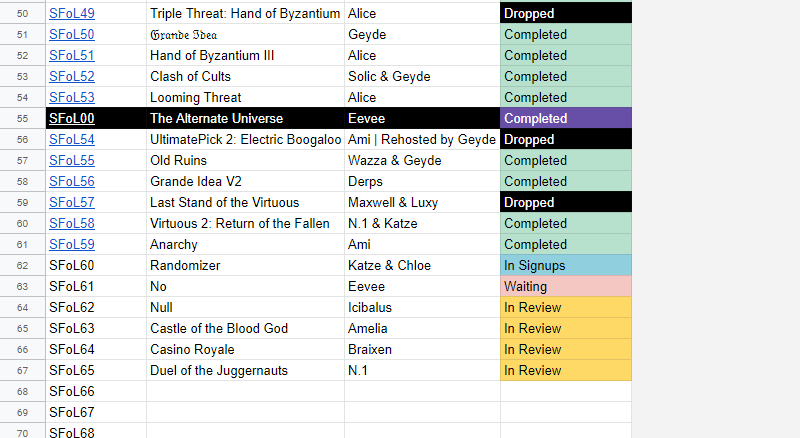 50 SFoL49 Triple Threat: Hand of Byzantium Alice Dropped
51 SFoL50 𝔊𝔯𝔞𝔫𝔡𝔢 ℑ𝔡𝔢𝔞 Geyde Completed
52 SFoL51 Hand of Byzantium III Alice Completed
53 SFoL52 Clash of Cults Solic & Geyde Completed
54 SFoL53 Looming Threat Alice Completed
55 SFoL00 The Alternate Universe Eevee Completed
56 SFoL54 UltimatePick 2: Electric Boogaloo Ami | Rehosted by Geyde Dropped
57 SFoL55 Old Ruins Wazza & Geyde Completed
58 SFoL56 Grande Idea V2 Derps Completed
59 SFoL57 Last Stand of the Virtuous Maxwell & Luxy Dropped
60 SFoL58 Virtuous 2: Return of the Fallen N.1 & Katze Completed
61 SFoL59 Anarchy Ami Completed
62 SFoL60 Randomizer Katze & Chloe In Signups
63 SFoL61 No Eevee Waiting
64 SFoL62 Null Icibalus In Review
65 SFoL63 Castle of the Blood God Amelia In Review
66 SFoL64 Casino Royale Braixen In Review
67 SFoL65 Duel of the Juggernauts N.1 In Review
68 SFoL66
69 SFoL67
70 SFoL68